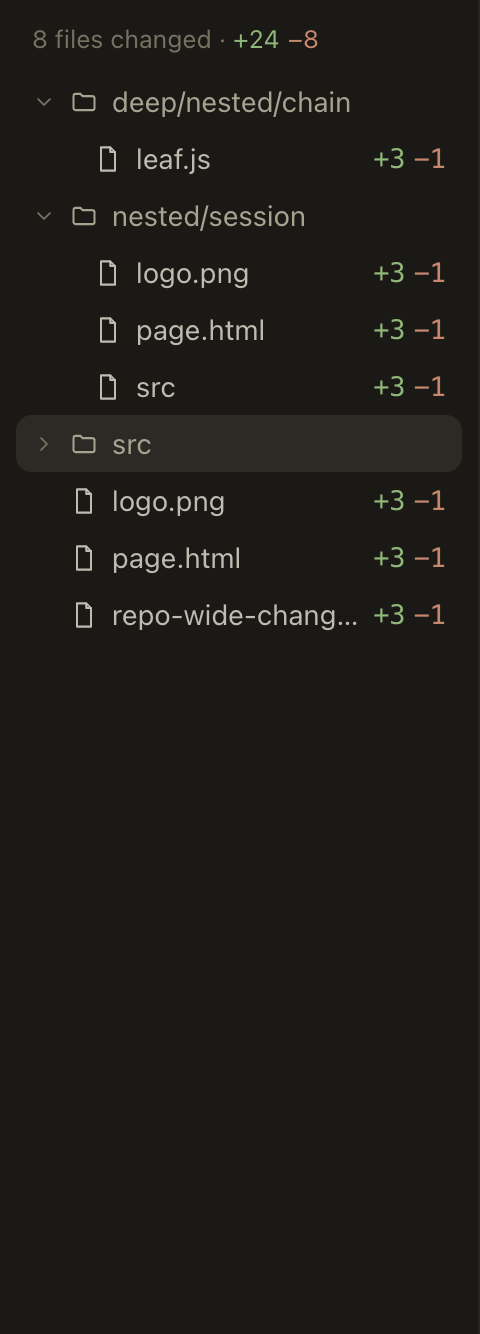 8 files changed · +24 −8
deep/nested/chain
leaf.js +3 −1
nested/session
logo.png +3 −1
page.html +3 −1
src +3 −1
src
logo.png +3 −1
page.html +3 −1
repo-wide-chang... +3 −1